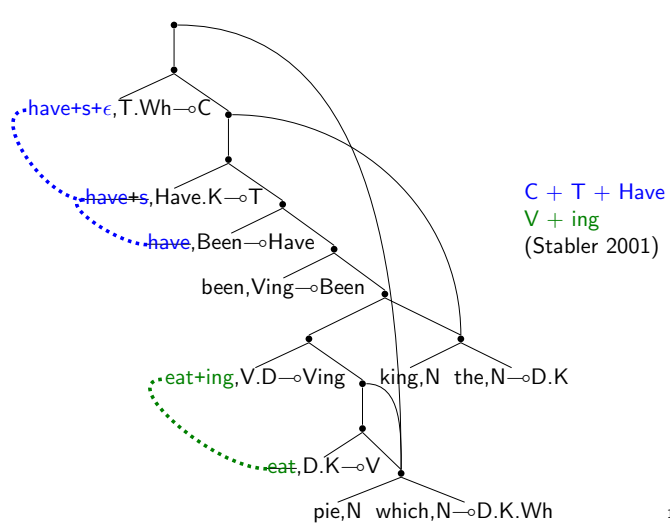 have+s+ϵ,T.Wh⊸C
have+s,Have.K⊸T
have,Been⊸Have
been,Ving⊸Been
eat+ing,V.D⊸Ving
king,N
the,N⊸D.K
eat,D.K⊸V
pie,N
which,N⊸D.K.Wh
C + T + Have
V + ing
(Stabler 2001)